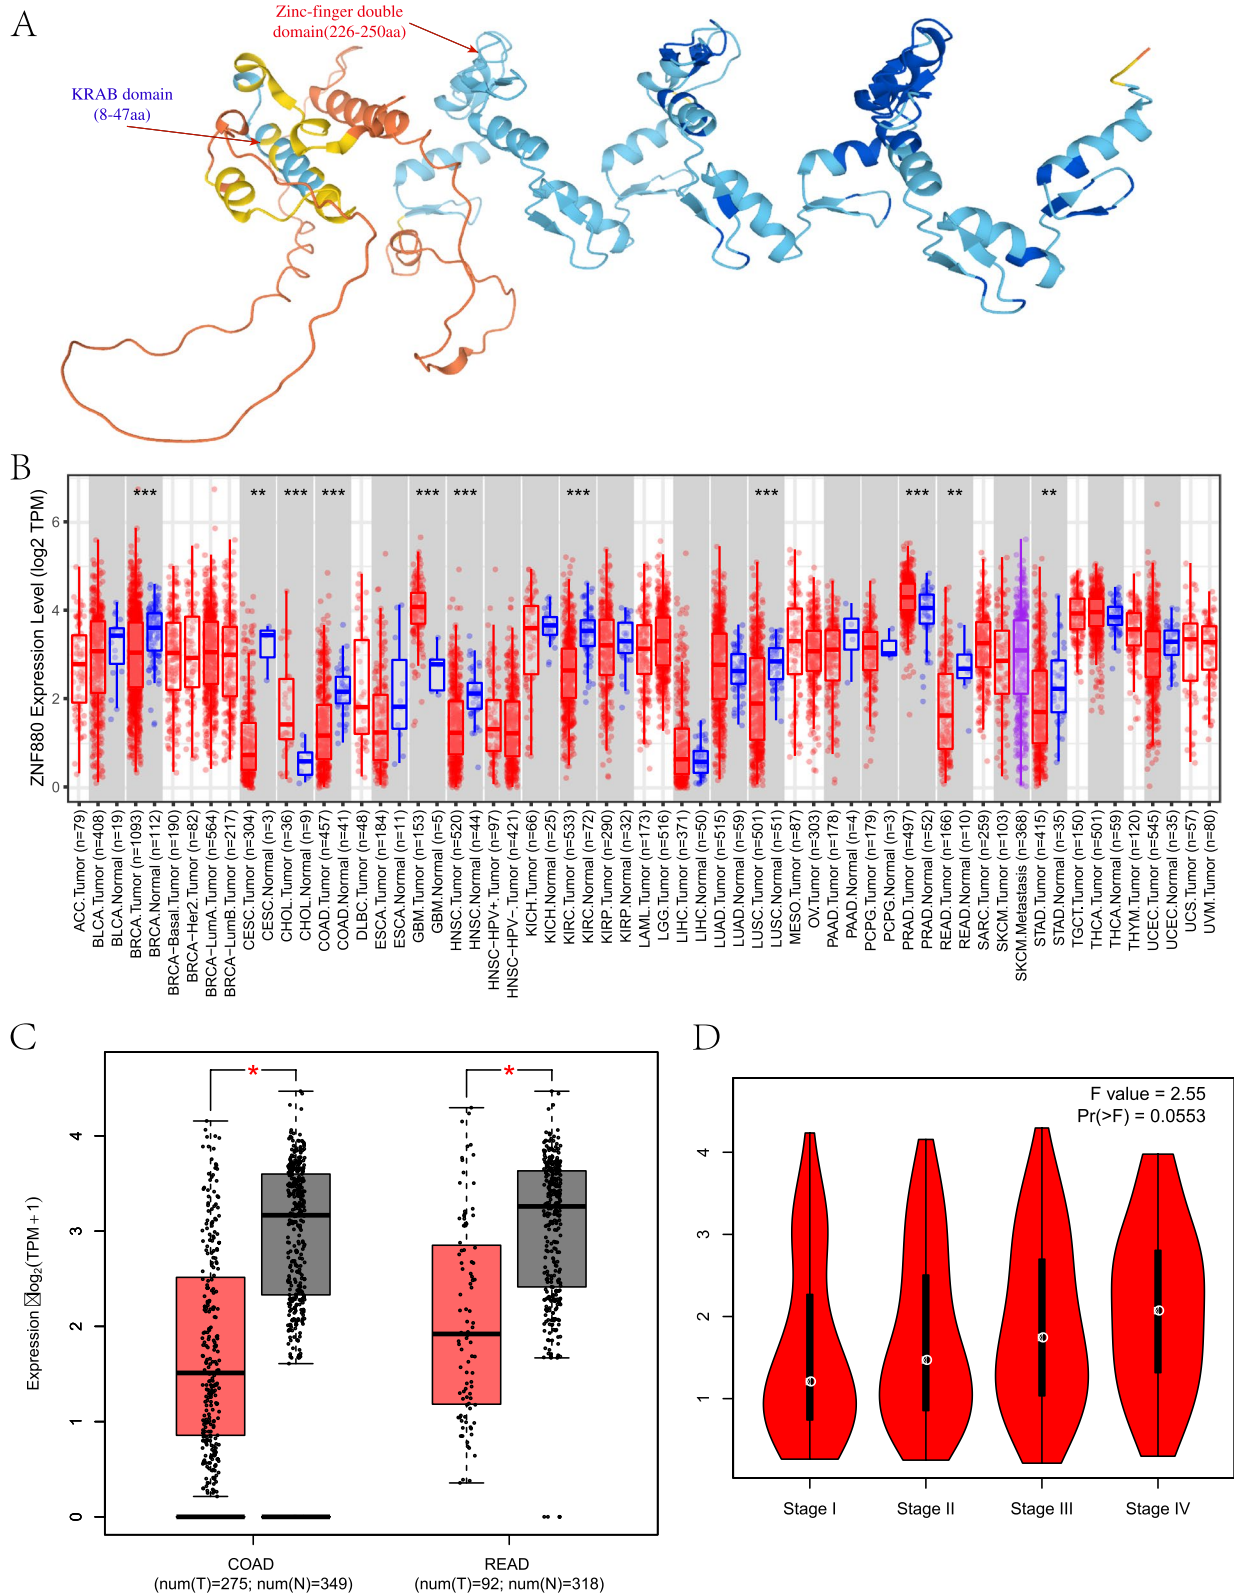 A
Zinc-finger double
domain(226-250aa)
KRAB domain
(8-47aa)
B
ZNF880 Expression Level (log2 TPM)
6
4
2
0
***
**
***
***
***
***
***
***
***
**
**
ACC.Tumor (n=79)
BLCA.Tumor (n=408)
BLCA.Normal (n=19)
BRCA.Tumor (n=1093)
BRCA.Normal (n=112)
BRCA-Basal.Tumor (n=190)
BRCA-Her2.Tumor (n=82)
BRCA-LumA.Tumor (n=564)
BRCA-LumB.Tumor (n=217)
CESC.Tumor (n=304)
CESC.Normal (n=3)
CHOL.Tumor (n=36)
CHOL.Normal (n=9)
COAD.Tumor (n=457)
COAD.Normal (n=41)
DLBC.Tumor (n=48)
ESCA.Tumor (n=184)
ESCA.Normal (n=11)
GBM.Tumor (n=153)
GBM.Normal (n=5)
HNSC.Tumor (n=520)
HNSC.Normal (n=44)
HNSC-HPV+.Tumor (n=97)
HNSC-HPV-.Tumor (n=421)
KICH.Tumor (n=66)
KICH.Normal (n=25)
KIRC.Tumor (n=533)
KIRC.Normal (n=72)
KIRP.Tumor (n=290)
KIRP.Normal (n=32)
LAML.Tumor (n=173)
LGG.Tumor (n=516)
LIHC.Tumor (n=371)
LIHC.Normal (n=50)
LUAD.Tumor (n=515)
LUAD.Normal (n=59)
LUSC.Tumor (n=501)
LUSC.Normal (n=51)
MESO.Tumor (n=87)
OV.Tumor (n=303)
PAAD.Tumor (n=178)
PAAD.Normal (n=4)
PCPG.Tumor (n=179)
PCPG.Normal (n=3)
PRAD.Tumor (n=497)
PRAD.Normal (n=52)
READ.Tumor (n=166)
READ.Normal (n=10)
SARC.Tumor (n=259)
SKCM.Tumor (n=103)
SKCM.Metastasis (n=368)
STAD.Tumor (n=415)
STAD.Normal (n=35)
TGCT.Tumor (n=150)
THCA.Tumor (n=501)
THCA.Normal (n=59)
THYM.Tumor (n=120)
UCEC.Tumor (n=545)
UCEC.Normal (n=35)
UCS.Tumor (n=57)
UVM.Tumor (n=80)
C
Expression log2(TPM+1)
4
3
2
1
0
*
*
COAD
(num(T)=275; num(N)=349)
READ
(num(T)=92; num(N)=318)
D
F value = 2.55
Pr(>F) = 0.0553
4
3
2
1
Stage I
Stage II
Stage III
Stage IV